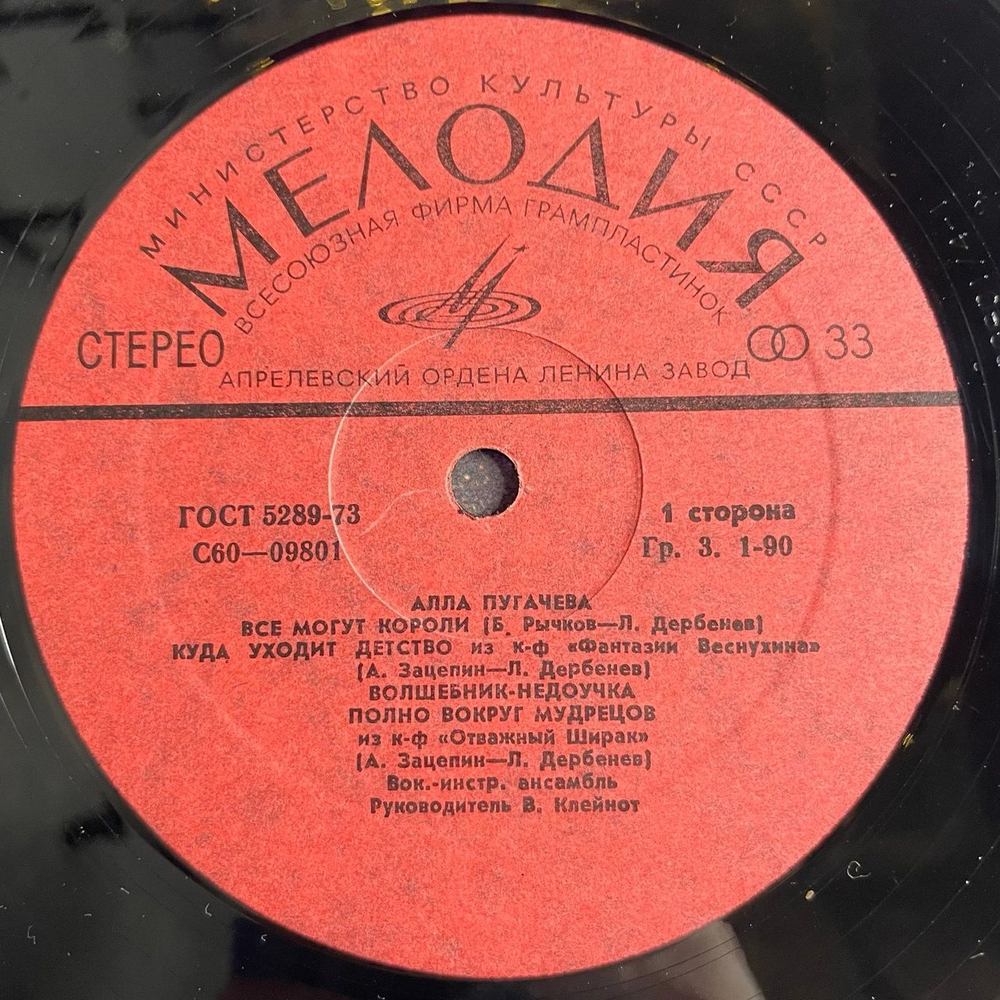 МИНИСТЕРСТВО КУЛЬТУРЫ СССР
МЕЛОДИЯ
ВСЕСОЮЗНАЯ ФИРМА ГРАМПЛАСТИНОК
СТЕРЕО
33
АПРЕЛЕВСКИЙ ОРДЕНА ЛЕНИНА ЗАВОД
ГОСТ 5289-73
1 сторона
С60—09801
Гр. 3. 1-90
АЛЛА ПУГАЧЕВА
ВСЕ МОГУТ КОРОЛИ (Б. Рычков—Л. Дербенев)
КУДА УХОДИТ ДЕТСТВО из к-ф «Фантазии Веснухина»
(А. Зацепин—Л. Дербенев)
ВОЛШЕБНИК-НЕДОУЧКА
ПОЛНО ВОКРУГ МУДРЕЦОВ
из к-ф «Отважный Ширак»
(А. Зацепин—Л. Дербенев)
Вок.-инстр. ансамбль
Руководитель В. Клейнот